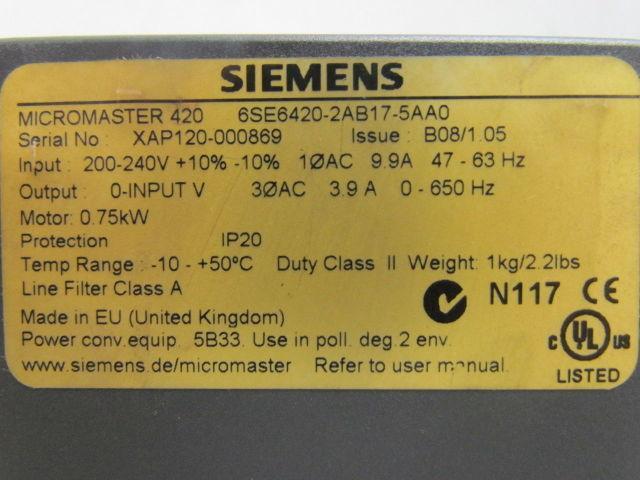 SIEMENS
MICROMASTER 420 6SE6420-2AB17-5AA0
Serial No : XAP120-000869 Issue : B08/1.05
Input : 200-240V +10% -10% 1ØAC 9.9A 47 - 63 Hz
Output : 0-INPUT V 3ØAC 3.9 A 0 - 650 Hz
Motor: 0.75kW
Protection IP20
Temp Range : -10 - +50°C Duty Class II Weight: 1kg/2.2lbs
Line Filter Class A
N117 CE
Made in EU (United Kingdom)
Power conv.equip. 5B33. Use in poll. deg.2 env.
C UL US
www.siemens.de/micromaster Refer to user manual.
LISTED